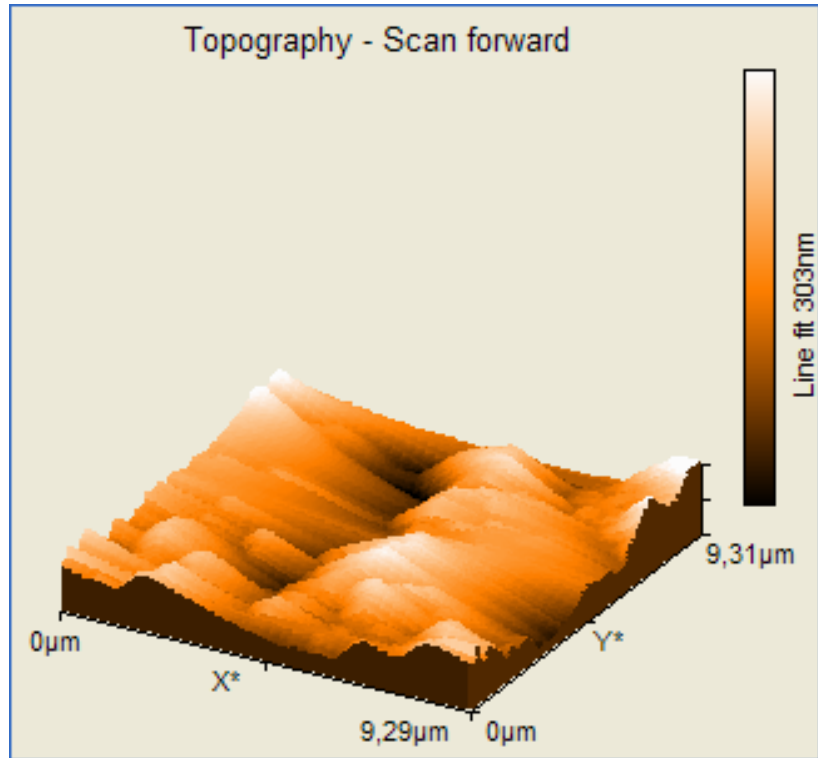 Topography - Scan forward
Line fit 303nm
9,31µm
Y*
0µm
X*
9,29µm
0µm